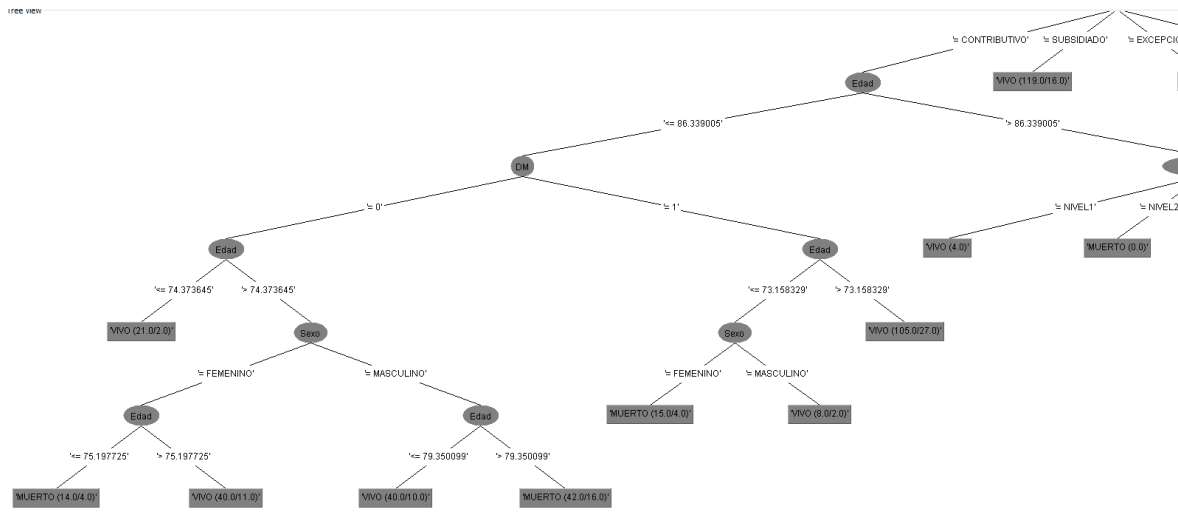 Tree View
'= CONTRIBUTIVO' '= SUBSIDIADO' '= EXCEPCIO
Edad 'VIVO (119.0/16.0)'
'<= 86.339005' '> 86.339005'
DM
'= 0' '= 1' '= NIVEL1' '= NIVEL2
Edad Edad 'VIVO (4.0)' 'MUERTO (0.0)'
'<= 74.373645' '> 74.373645' '<= 73.158329' '> 73.158329'
'VIVO (21.0/2.0)' Sexo Sexo 'VIVO (105.0/27.0)'
'= FEMENINO' '= MASCULINO' '= FEMENINO' '= MASCULINO'
Edad Edad 'MUERTO (15.0/4.0)' 'VIVO (8.0/2.0)'
'<= 75.197725' '> 75.197725' '<= 79.350099' '> 79.350099'
'MUERTO (14.0/4.0)' 'VIVO (40.0/11.0)' 'VIVO (40.0/10.0)' 'MUERTO (42.0/16.0)'